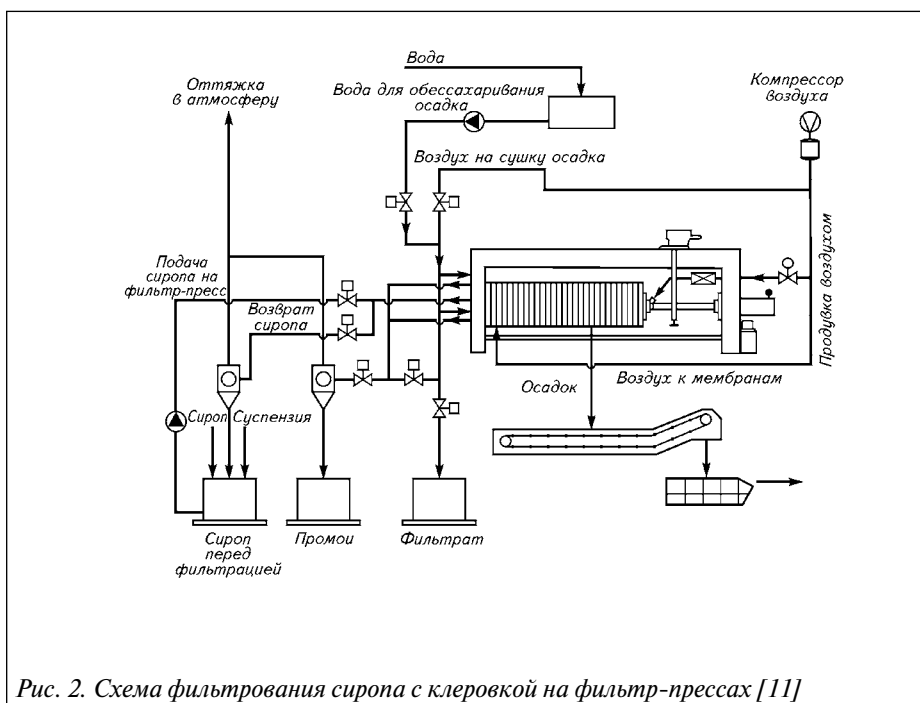 Вода
Оттяжка
в атмосферу
Вода для обессахаривания
осадка
Компрессор
воздуха
Воздух на сушку осадка
Подача
сиропа на
фильтр-пресс
Возврат
сиропа
Продувка воздухом
Осадок
Воздух к мембранам
Сироп
Суспензия
Сироп
перед
фильтрацией
Промои
Фильтрат
Рис. 2. Схема фильтрования сиропа с клеровкой на фильтр-прессах [11]